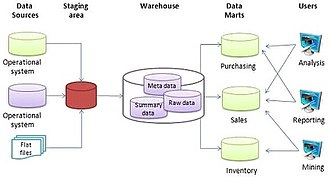 Data Sources
Staging area
Warehouse
Data Marts
Users
Operational system
Operational system
Flat files
Meta data
Summary data
Raw data
Purchasing
Sales
Inventory
Analysis
Reporting
Mining